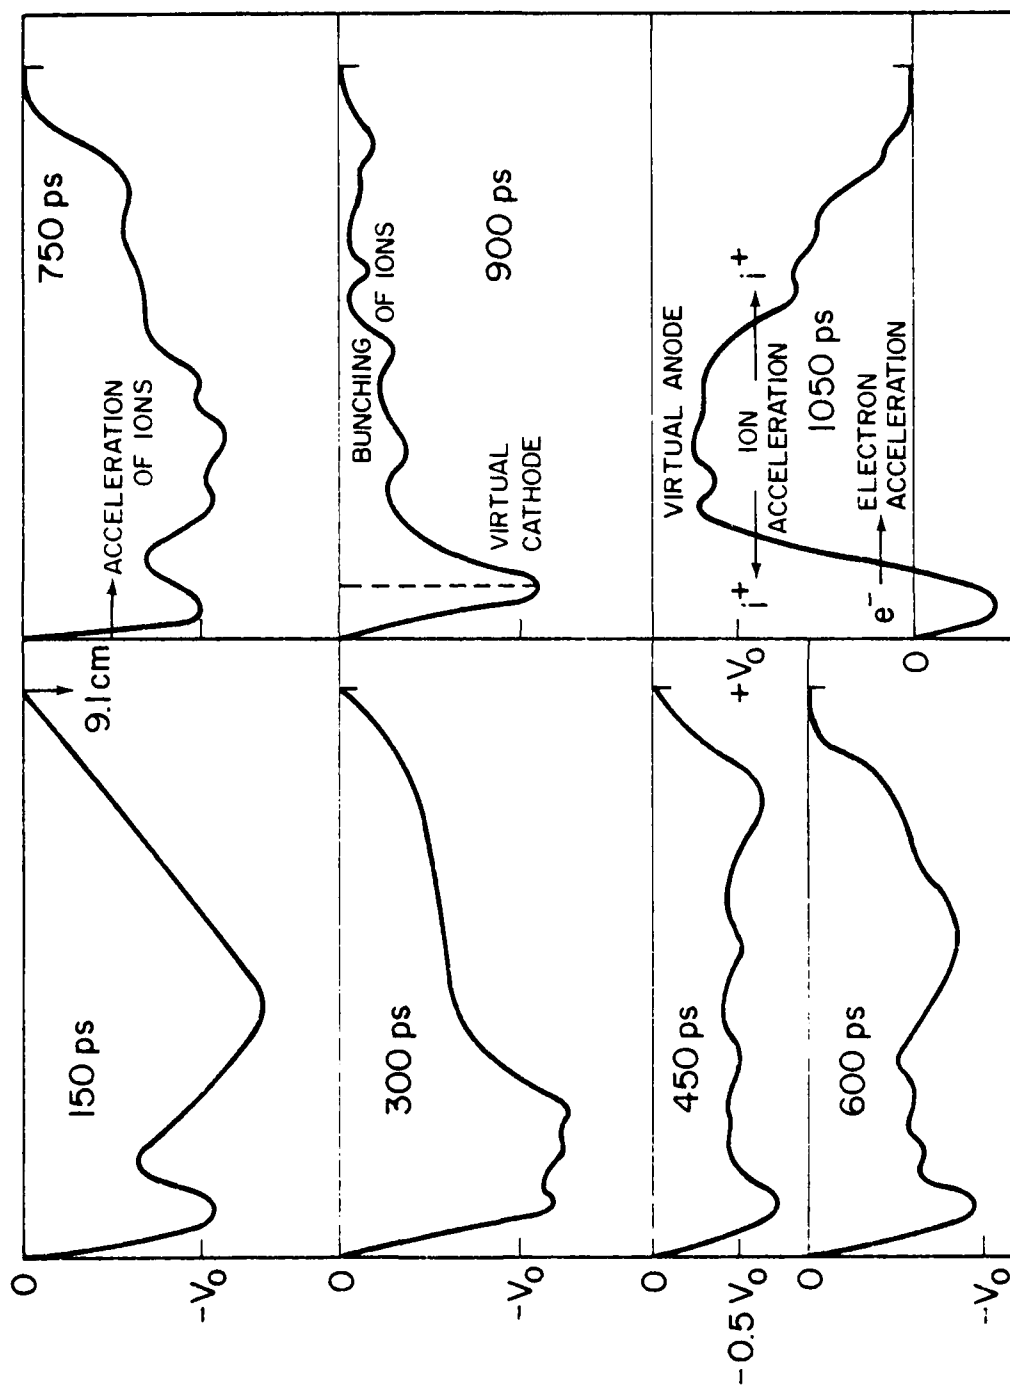 0
-V₀
150 ps
9.1 cm
0
-V₀
300 ps
0
-0.5 V₀
450 ps
0
-V₀
600 ps
750 ps
ACCELERATION
OF IONS
BUNCHING
OF IONS
900 ps
VIRTUAL
CATHODE
+V₀
0
VIRTUAL ANODE
i⁺ ION i⁺
ACCELERATION
1050 ps
e⁻ ELECTRON
ACCELERATION